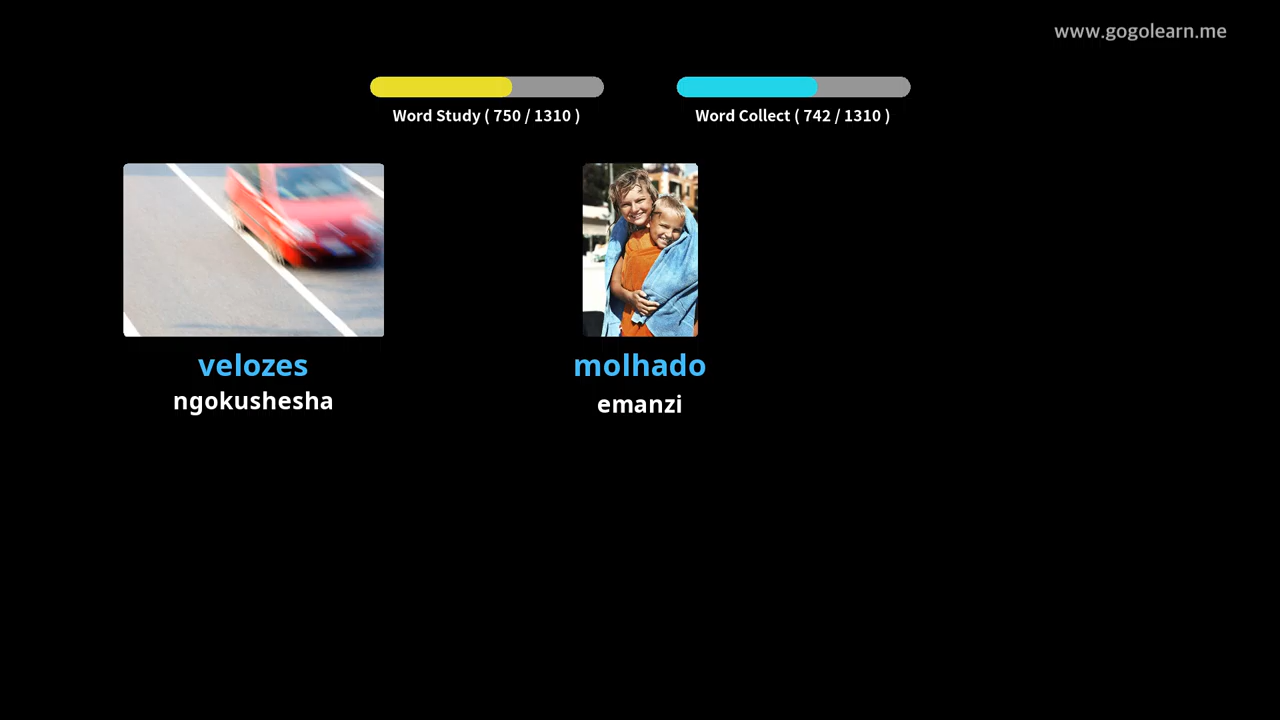 www.gogolearn.me
Word Study ( 750 / 1310 )
Word Collect ( 742 / 1310 )
velozes
ngokushesha
molhado
emanzi